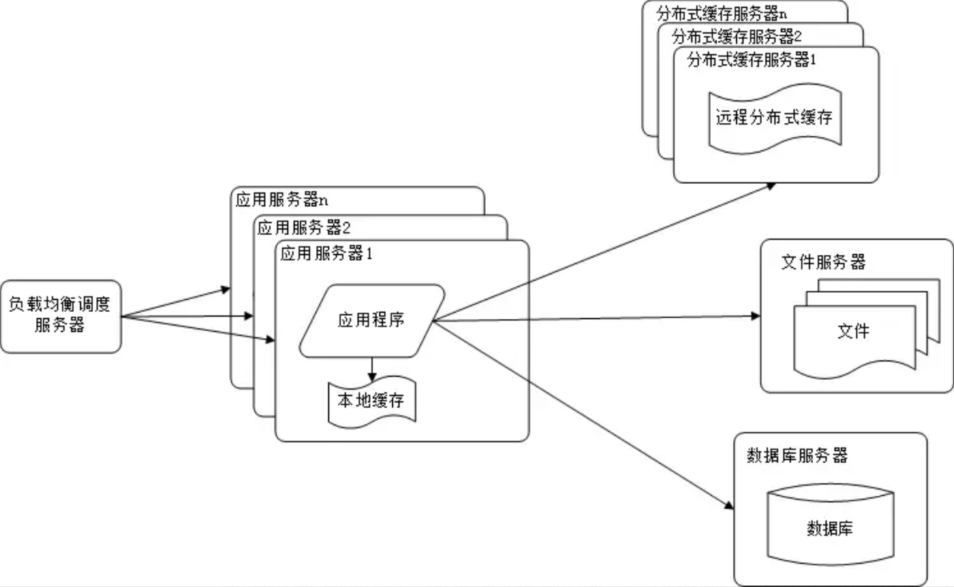 分布式缓存服务器n
分布式缓存服务器2
分布式缓存服务器1
远程分布式缓存
应用服务器n
应用服务器2
应用服务器1
负载均衡调度
服务器
应用程序
本地缓存
文件服务器
文件
数据库服务器
数据库